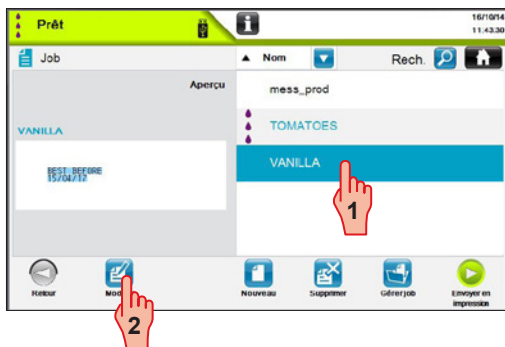 Prêt
16/10/14
11:43:30
Job
Nom
Rech.
Aperçu
mess_prod
VANILLA
TOMATOES
BEST BEFORE
15/04/12
VANILLA
1
Retour
Nouveau
Supprimer
Gérer job
Envoyer en
impression
2